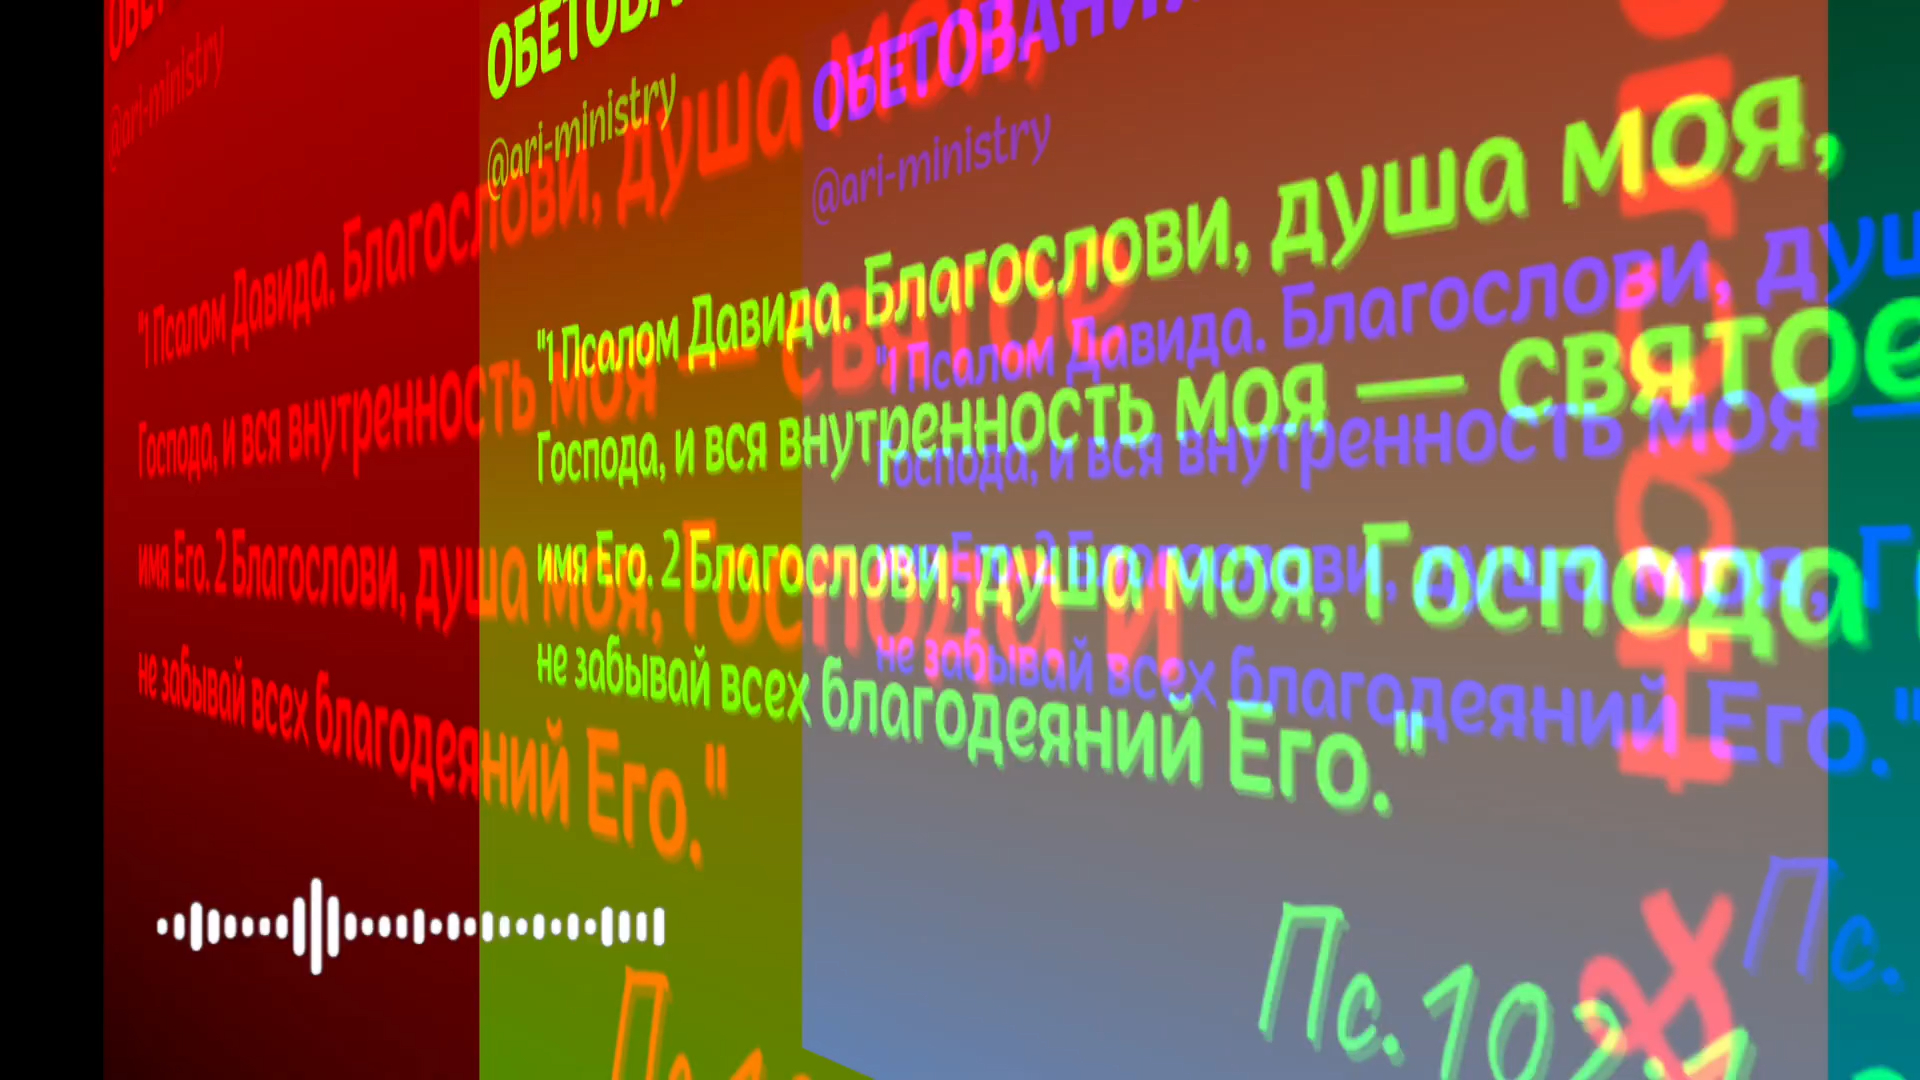 ОБЕТОВАНИЯ
@ari-ministry
"1 Псалом Давида. Благослови, душа моя,
Господа, и вся внутренность моя — святое
имя Его. 2 Благослови, душа моя, Господа и
не забывай всех благодеяний Его."
Пс.102:1